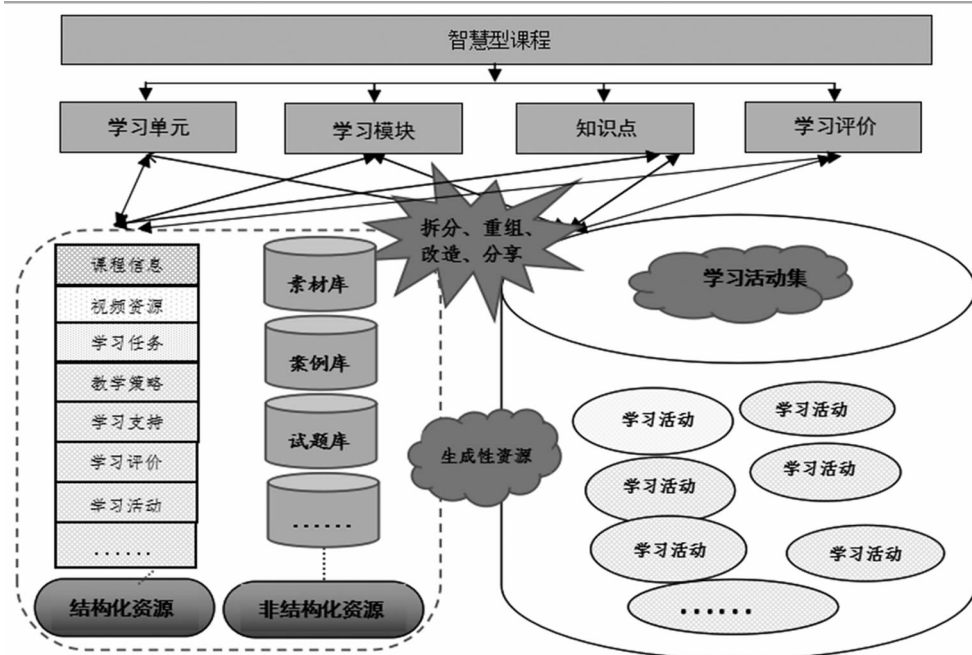 智慧型课程
学习单元
学习模块
知识点
学习评价
拆分、重组、
改造、分享
课程信息
视频资源
学习任务
教学策略
学习支持
学习评价
学习活动
......
结构化资源
素材库
案例库
试题库
......
非结构化资源
生成性资源
学习活动集
学习活动
学习活动
学习活动
学习活动
学习活动
学习活动
......